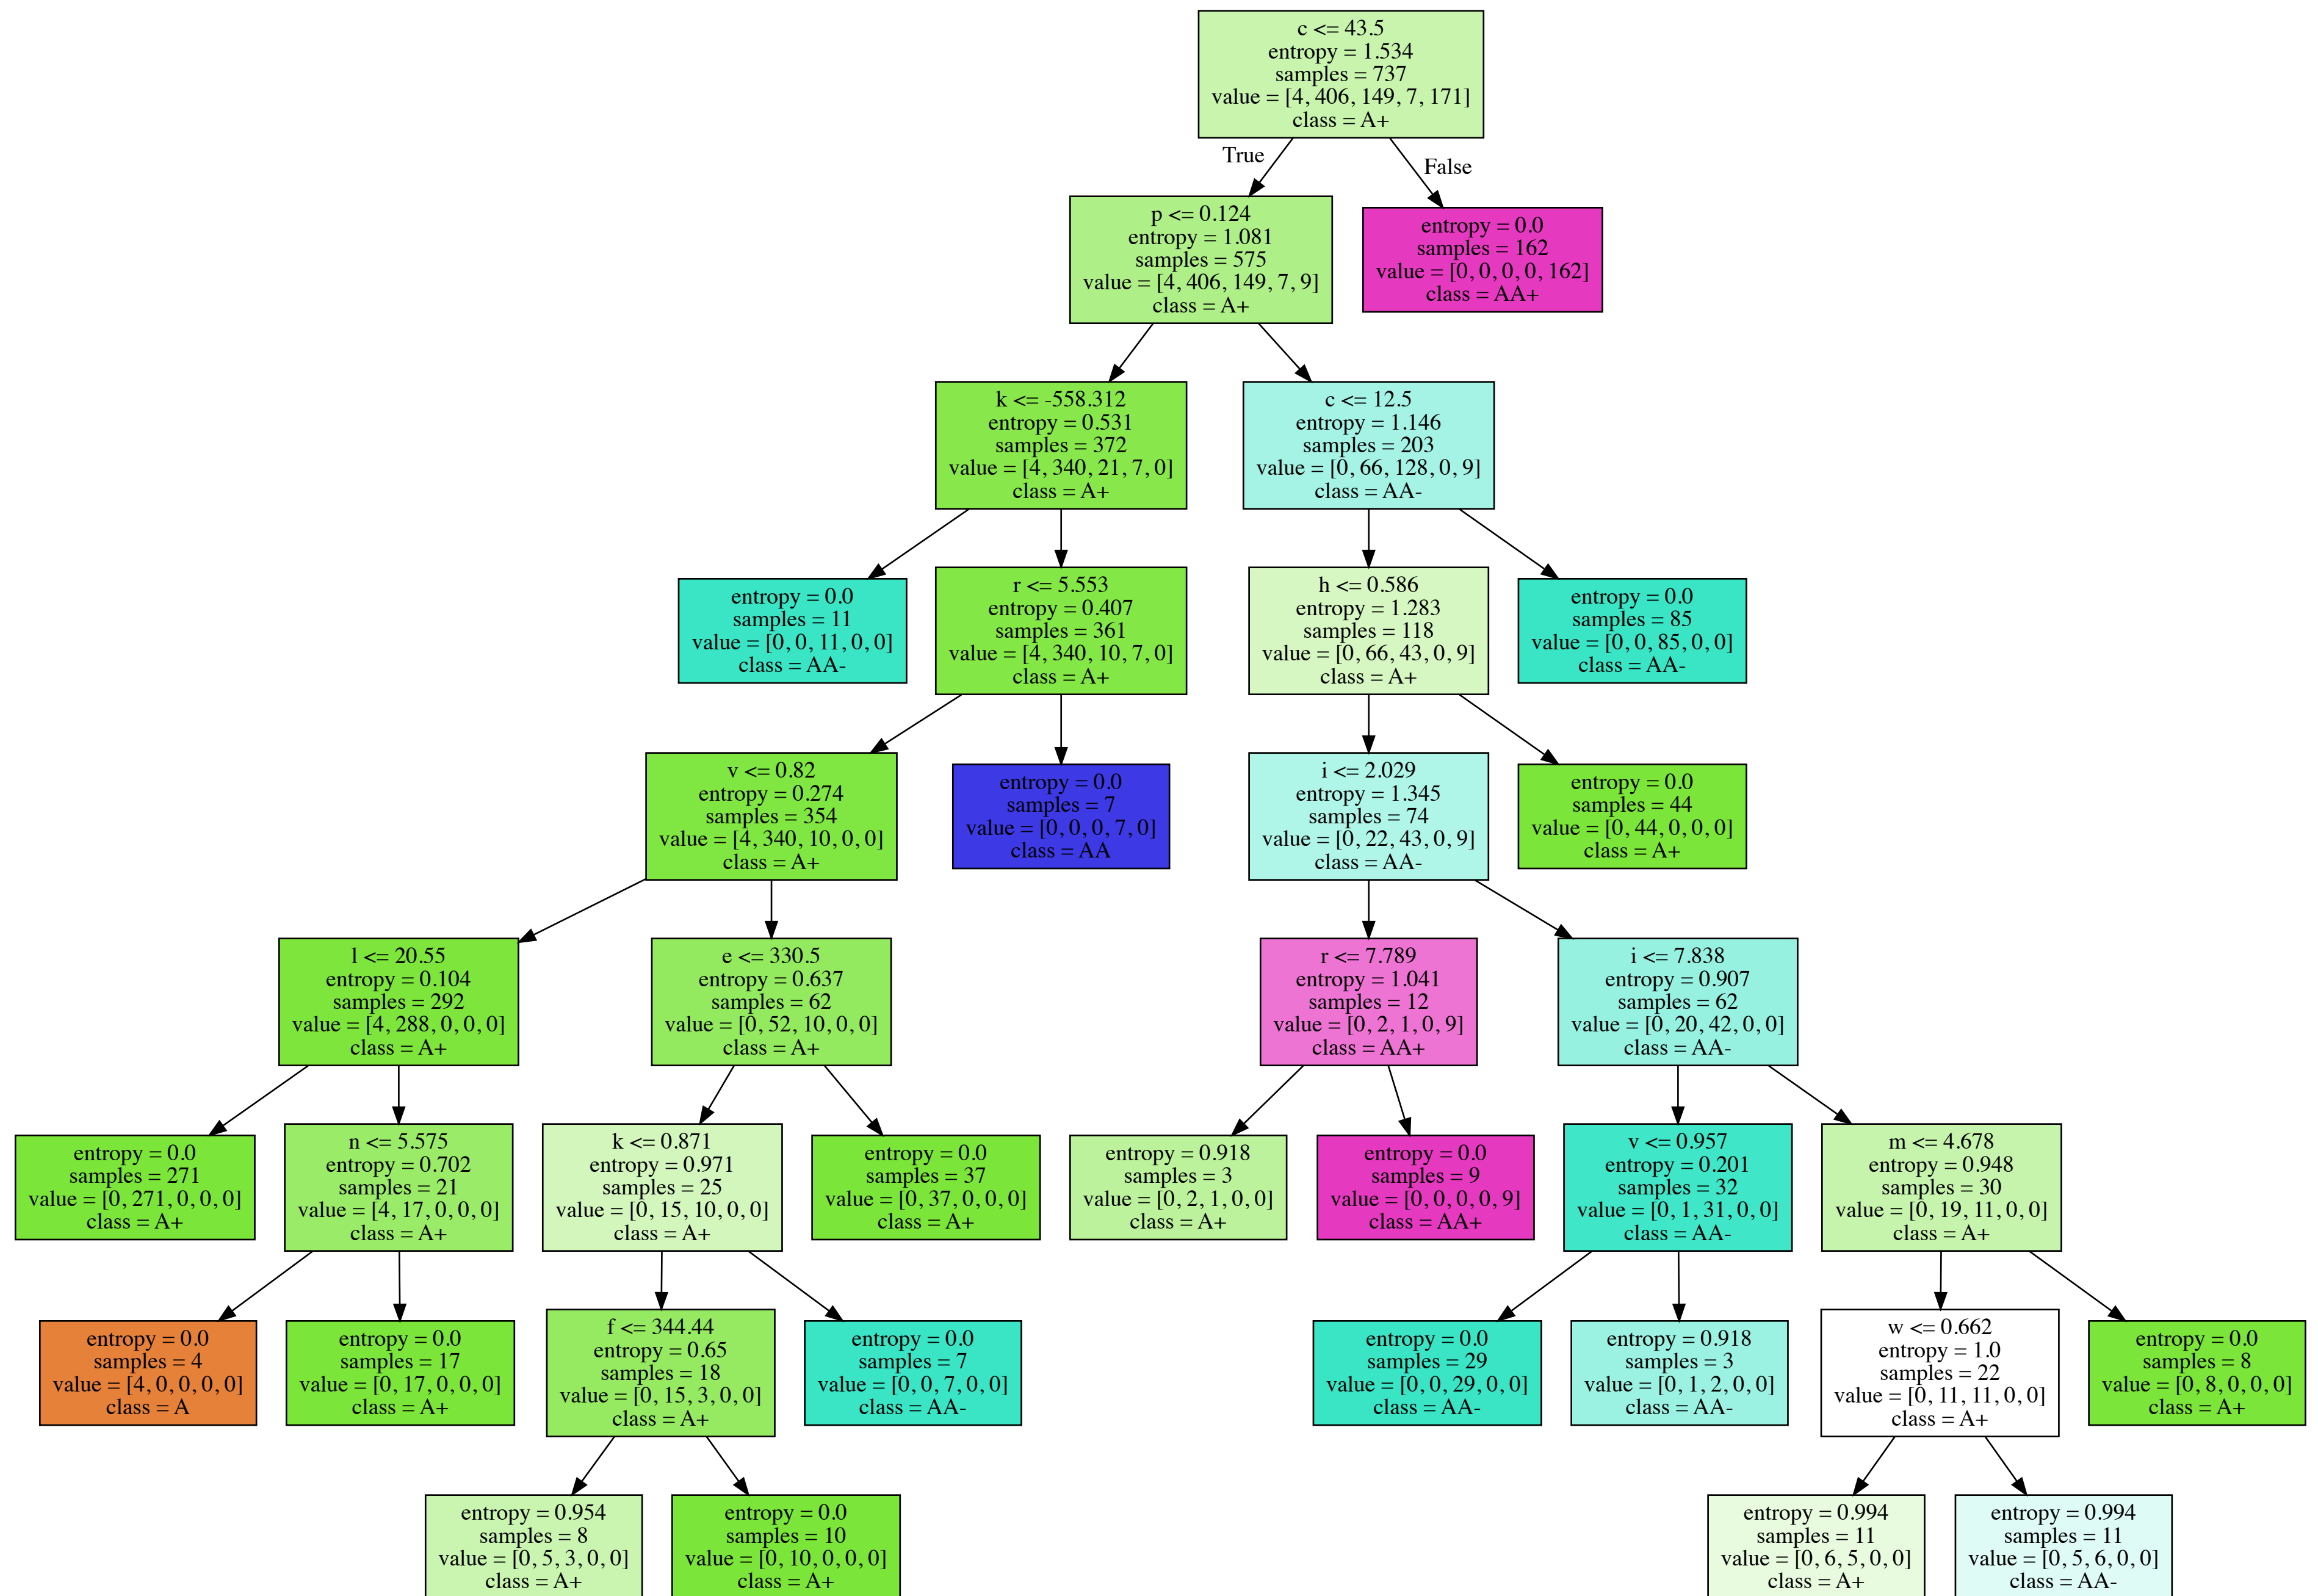 c <= 43.5
entropy = 1.534
samples = 737
value = [4, 406, 149, 7, 171]
class = A+
True
False
p <= 0.124
entropy = 1.081
samples = 575
value = [4, 406, 149, 7, 9]
class = A+
entropy = 0.0
samples = 162
value = [0, 0, 0, 0, 162]
class = AA+
k <= -558.312
entropy = 0.531
samples = 372
value = [4, 340, 21, 7, 0]
class = A+
c <= 12.5
entropy = 1.146
samples = 203
value = [0, 66, 128, 0, 9]
class = AA-
entropy = 0.0
samples = 11
value = [0, 0, 11, 0, 0]
class = AA-
r <= 5.553
entropy = 0.407
samples = 361
value = [4, 340, 10, 7, 0]
class = A+
h <= 0.586
entropy = 1.283
samples = 118
value = [0, 66, 43, 0, 9]
class = A+
entropy = 0.0
samples = 85
value = [0, 0, 85, 0, 0]
class = AA-
v <= 0.82
entropy = 0.274
samples = 354
value = [4, 340, 10, 0, 0]
class = A+
entropy = 0.0
samples = 7
value = [0, 0, 0, 7, 0]
class = AA
i <= 2.029
entropy = 1.345
samples = 74
value = [0, 22, 43, 0, 9]
class = AA-
entropy = 0.0
samples = 44
value = [0, 44, 0, 0, 0]
class = A+
l <= 20.55
entropy = 0.104
samples = 292
value = [4, 288, 0, 0, 0]
class = A+
e <= 330.5
entropy = 0.637
samples = 62
value = [0, 52, 10, 0, 0]
class = A+
r <= 7.789
entropy = 1.041
samples = 12
value = [0, 2, 1, 0, 9]
class = AA+
i <= 7.838
entropy = 0.907
samples = 62
value = [0, 20, 42, 0, 0]
class = AA-
entropy = 0.0
samples = 271
value = [0, 271, 0, 0, 0]
class = A+
n <= 5.575
entropy = 0.702
samples = 21
value = [4, 17, 0, 0, 0]
class = A+
k <= 0.871
entropy = 0.971
samples = 25
value = [0, 15, 10, 0, 0]
class = A+
entropy = 0.0
samples = 37
value = [0, 37, 0, 0, 0]
class = A+
entropy = 0.918
samples = 3
value = [0, 2, 1, 0, 0]
class = A+
entropy = 0.0
samples = 9
value = [0, 0, 0, 0, 9]
class = AA+
v <= 0.957
entropy = 0.201
samples = 32
value = [0, 1, 31, 0, 0]
class = AA-
m <= 4.678
entropy = 0.948
samples = 30
value = [0, 19, 11, 0, 0]
class = A+
entropy = 0.0
samples = 4
value = [4, 0, 0, 0, 0]
class = A
entropy = 0.0
samples = 17
value = [0, 17, 0, 0, 0]
class = A+
f <= 344.44
entropy = 0.65
samples = 18
value = [0, 15, 3, 0, 0]
class = A+
entropy = 0.0
samples = 7
value = [0, 0, 7, 0, 0]
class = AA-
entropy = 0.0
samples = 29
value = [0, 0, 29, 0, 0]
class = AA-
entropy = 0.918
samples = 3
value = [0, 1, 2, 0, 0]
class = AA-
w <= 0.662
entropy = 1.0
samples = 22
value = [0, 11, 11, 0, 0]
class = A+
entropy = 0.0
samples = 8
value = [0, 8, 0, 0, 0]
class = A+
entropy = 0.954
samples = 8
value = [0, 5, 3, 0, 0]
class = A+
entropy = 0.0
samples = 10
value = [0, 10, 0, 0, 0]
class = A+
entropy = 0.994
samples = 11
value = [0, 6, 5, 0, 0]
class = A+
entropy = 0.994
samples = 11
value = [0, 5, 6, 0, 0]
class = AA-